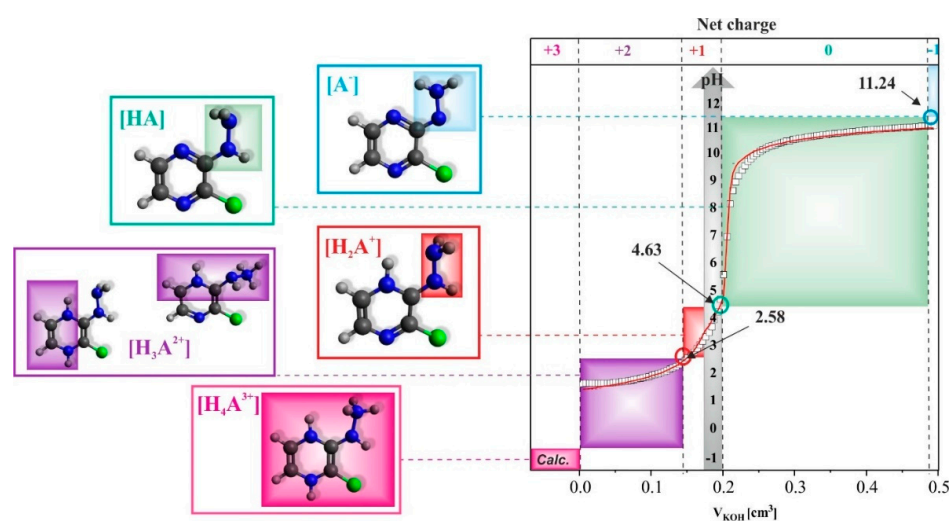 Net charge
+3 +2 +1 0 -1
pH
11.24
12
11
10
9
8
7
6
5
4
3
2
1
0
-1
4.63
2.58
Calc.
0.0 0.1 0.2 0.3 0.4 0.5
V_KOH [cm³]
[HA]
[A⁻]
[H₂A⁺]
[H₃A²⁺]
[H₄A³⁺]